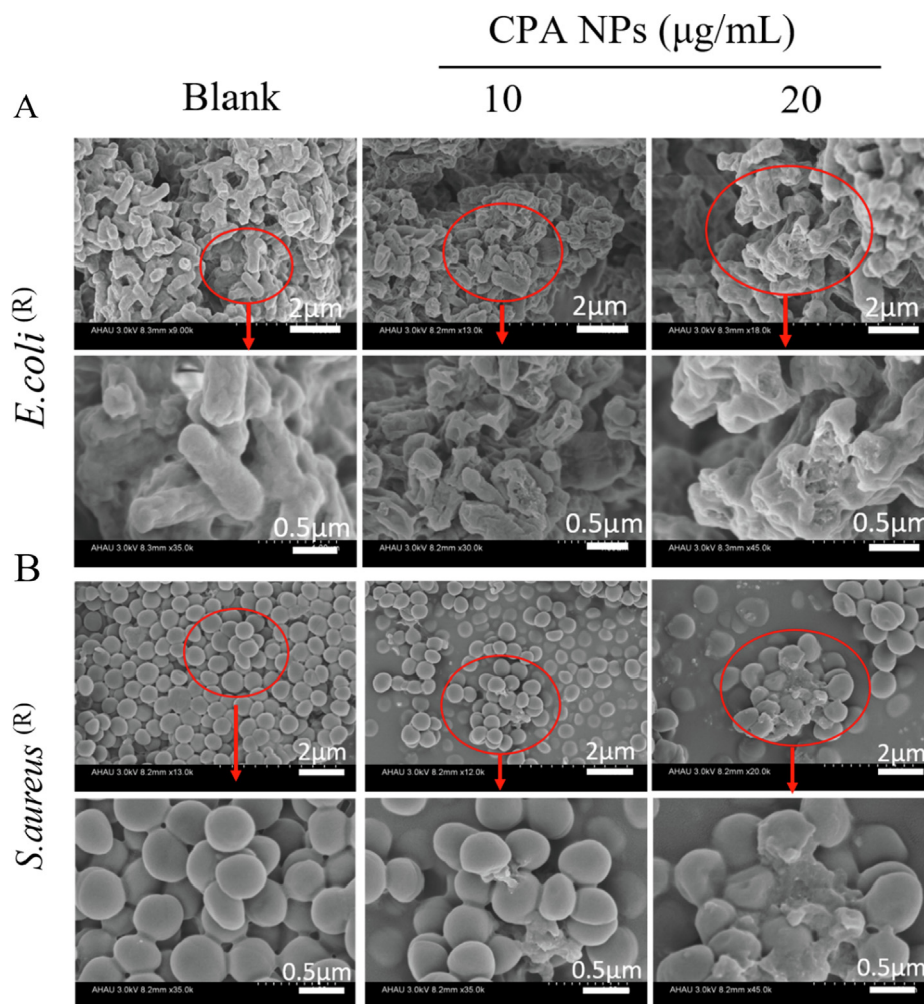 CPA NPs (μg/mL)
A
Blank
10
20
E.coli (R)
2μm
2μm
2μm
AHAU 3.0kV 8.3mm x9.00k
AHAU 3.0kV 8.2mm x13.0k
AHAU 3.0kV 8.3mm x18.0k
0.5μm
0.5μm
0.5μm
AHAU 3.0kV 8.3mm x35.0k
AHAU 3.0kV 8.2mm x30.0k
AHAU 3.0kV 8.3mm x45.0k
B
S.aureus (R)
2μm
2μm
2μm
AHAU 3.0kV 8.2mm x13.0k
AHAU 3.0kV 8.2mm x12.0k
AHAU 3.0kV 8.2mm x20.0k
0.5μm
0.5μm
0.5μm
AHAU 3.0kV 8.2mm x35.0k
AHAU 3.0kV 8.2mm x35.0k
AHAU 3.0kV 8.2mm x45.0k